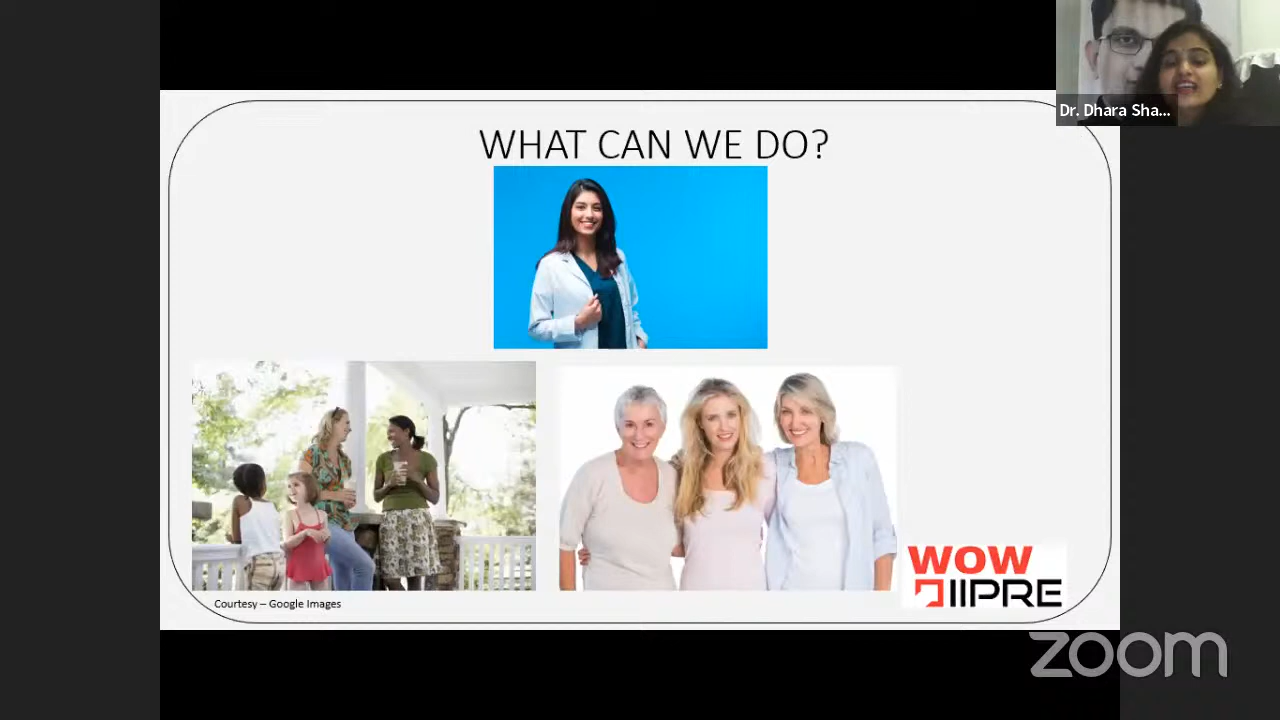 WHAT CAN WE DO?
Dr. Dhara Sha...
WOW
IIPRE
Courtesy – Google Images
zoom